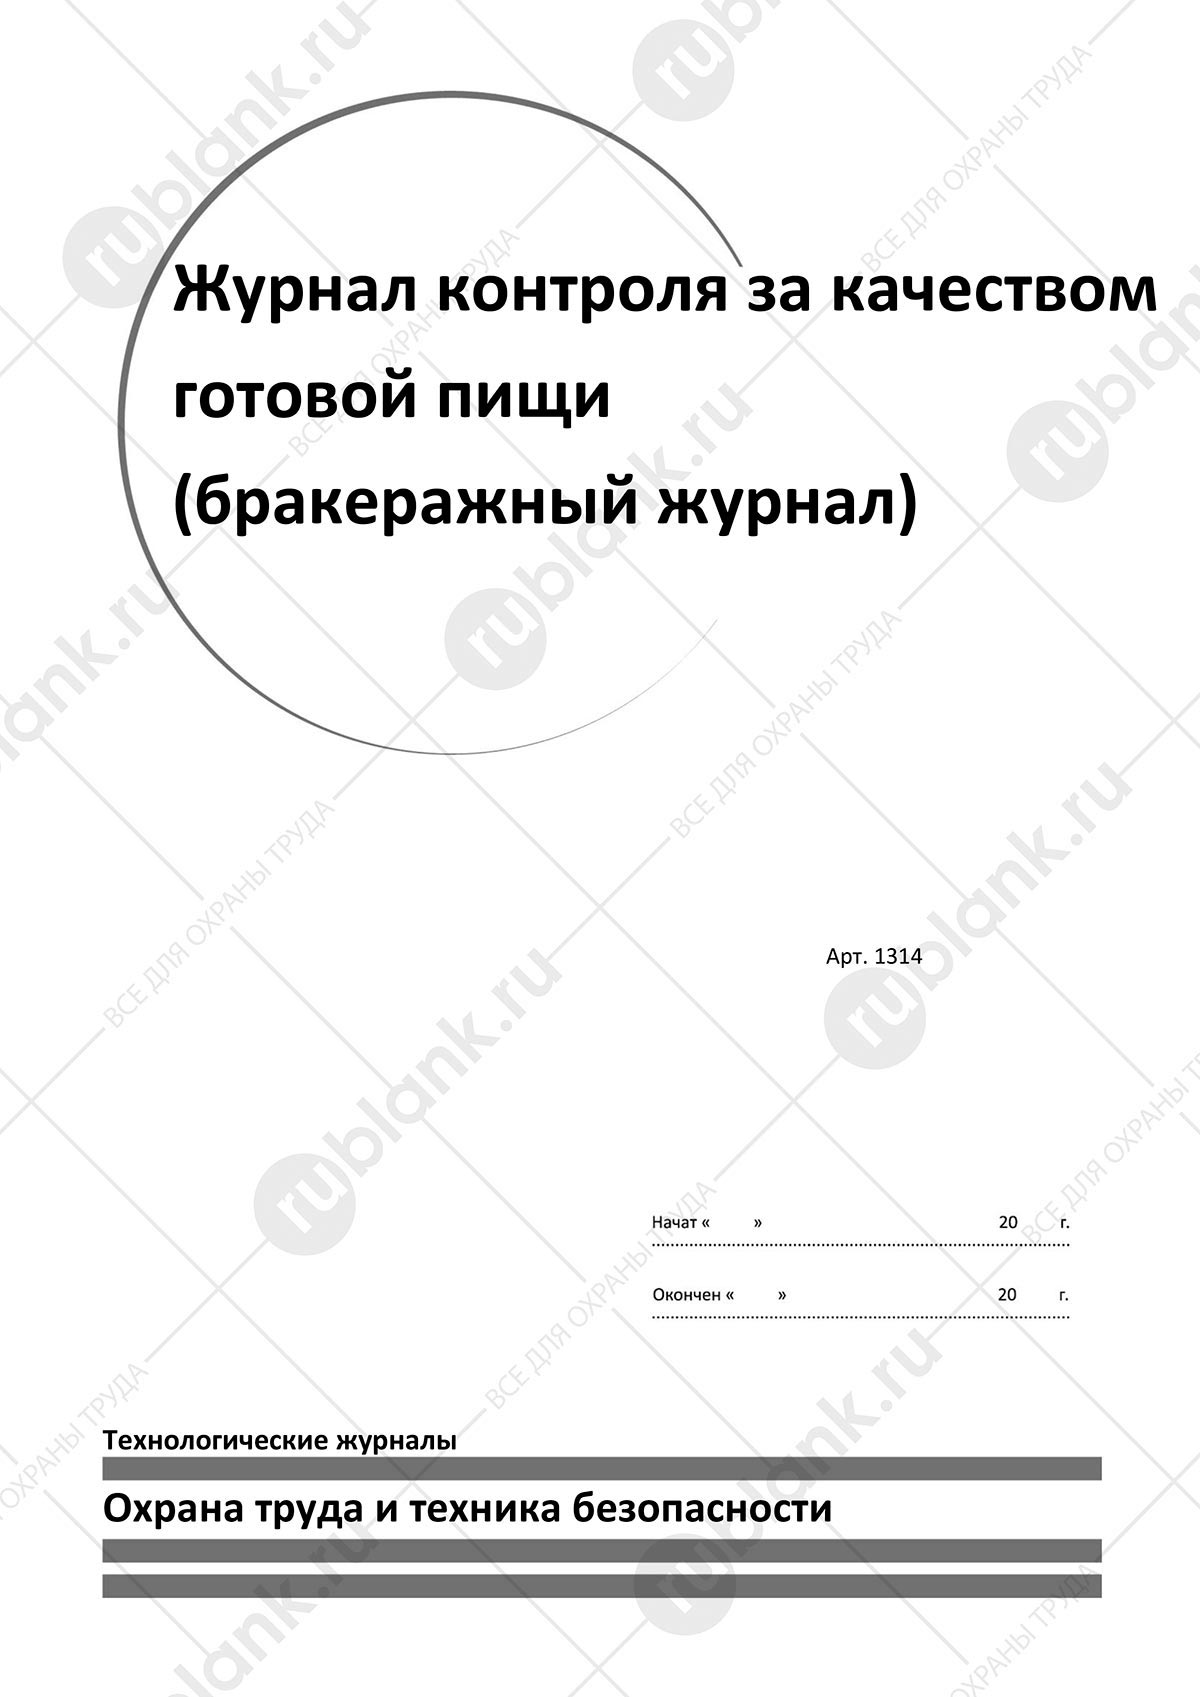 Журнал контроля за качеством
готовой пищи
(бракеражный журнал)
Арт. 1314
Начат « » 20 г.
Окончен « » 20 г.
Технологические журналы
Охрана труда и техника безопасности
rublank.ru
ВСЕ ДЛЯ ОХРАНЫ ТРУДА